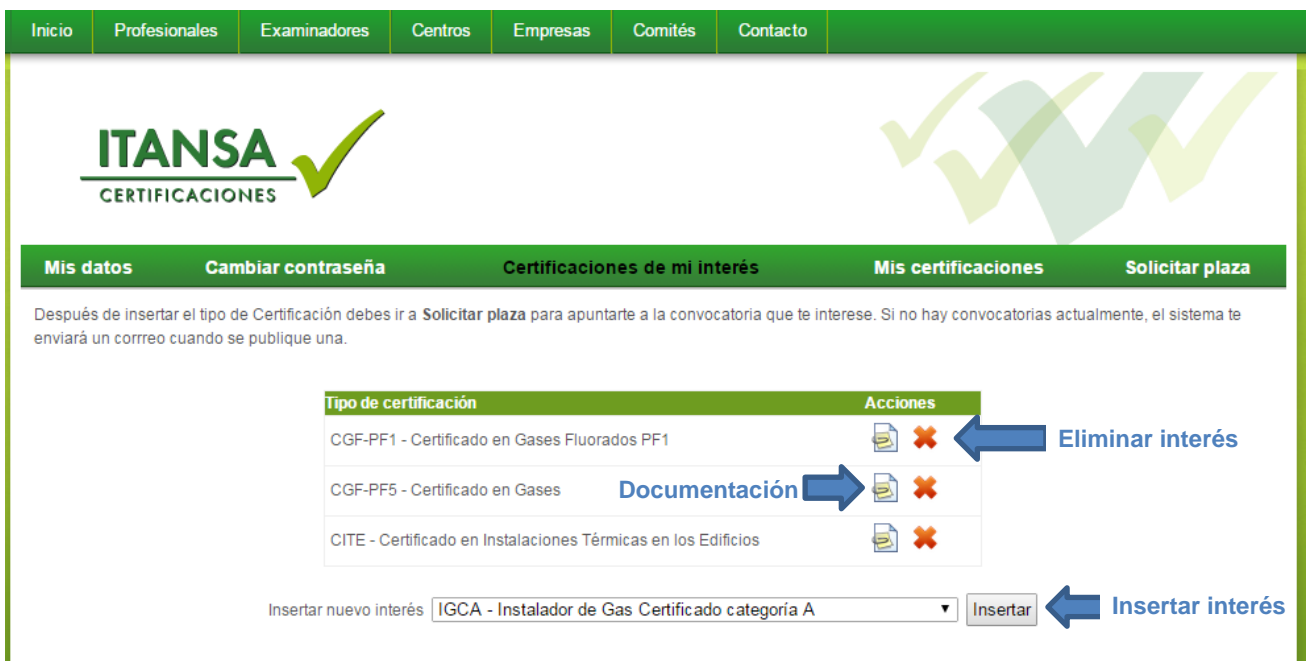 Inicio Profesionales Examinadores Centros Empresas Comités Contacto
ITANSA
CERTIFICACIONES
Mis datos Cambiar contraseña Certificaciones de mi interés Mis certificaciones Solicitar plaza
Después de insertar el tipo de Certificación debes ir a Solicitar plaza para apuntarte a la convocatoria que te interese. Si no hay convocatorias actualmente, el sistema te
enviará un corrreo cuando se publique una.
Tipo de certificación Acciones
CGF-PF1 - Certificado en Gases Fluorados PF1 Eliminar interés
CGF-PF5 - Certificado en Gases Documentación
CITE - Certificado en Instalaciones Térmicas en los Edificios
Insertar nuevo interés IGCA - Instalador de Gas Certificado categoría A Insertar Insertar interés